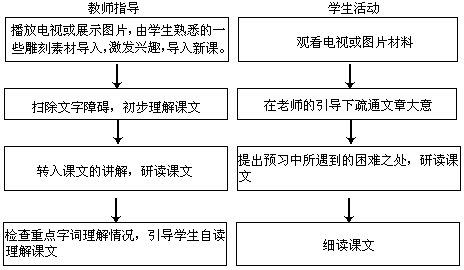 教师指导
学生活动
播放电视或展示图片，由学生熟悉的一
些雕刻素材导入，激发兴趣，导入新课。
观看电视或图片材料
扫除文字障碍，初步理解课文
在老师的引导下疏通文章大意
转入课文的讲解，研读课文
提出预习中所遇到的困难之处，研读课
文
检查重点字词理解情况，引导学生自读
理解课文
细读课文